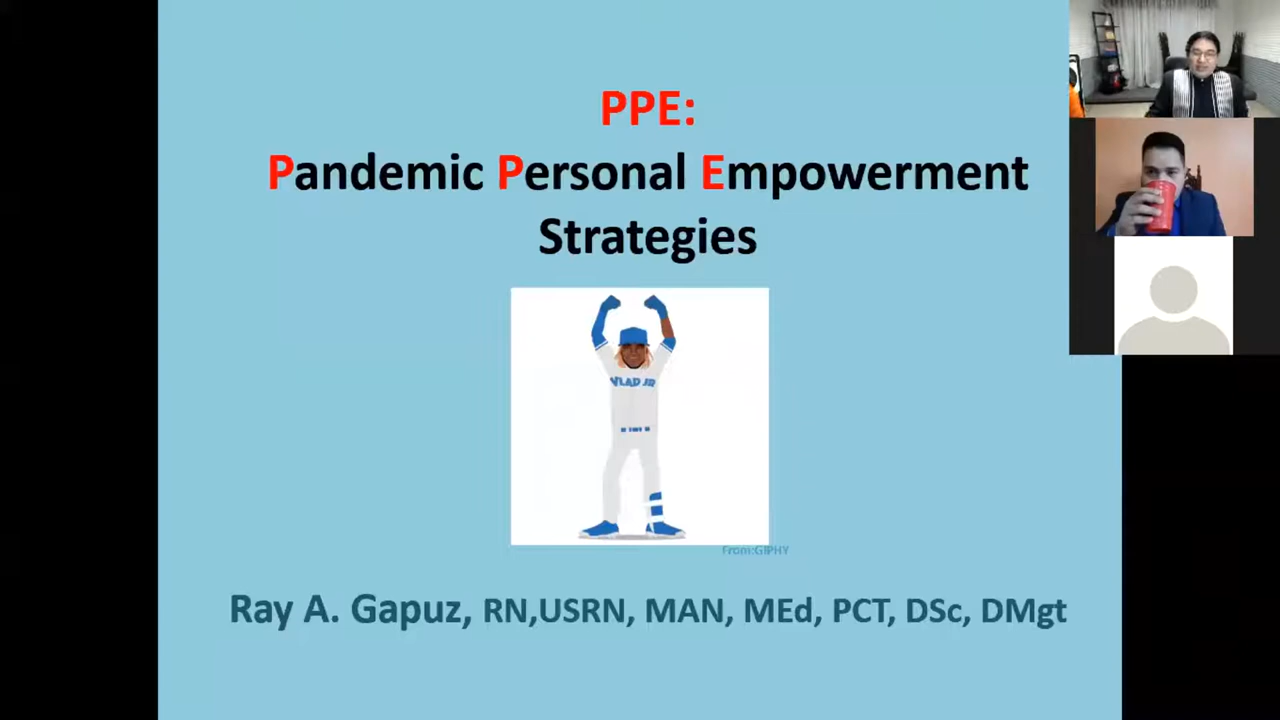 PPE:
Pandemic Personal Empowerment
Strategies
VLAD JR
From:GIPHY
Ray A. Gapuz, RN,USRN, MAN, MEd, PCT, DSc, DMgt